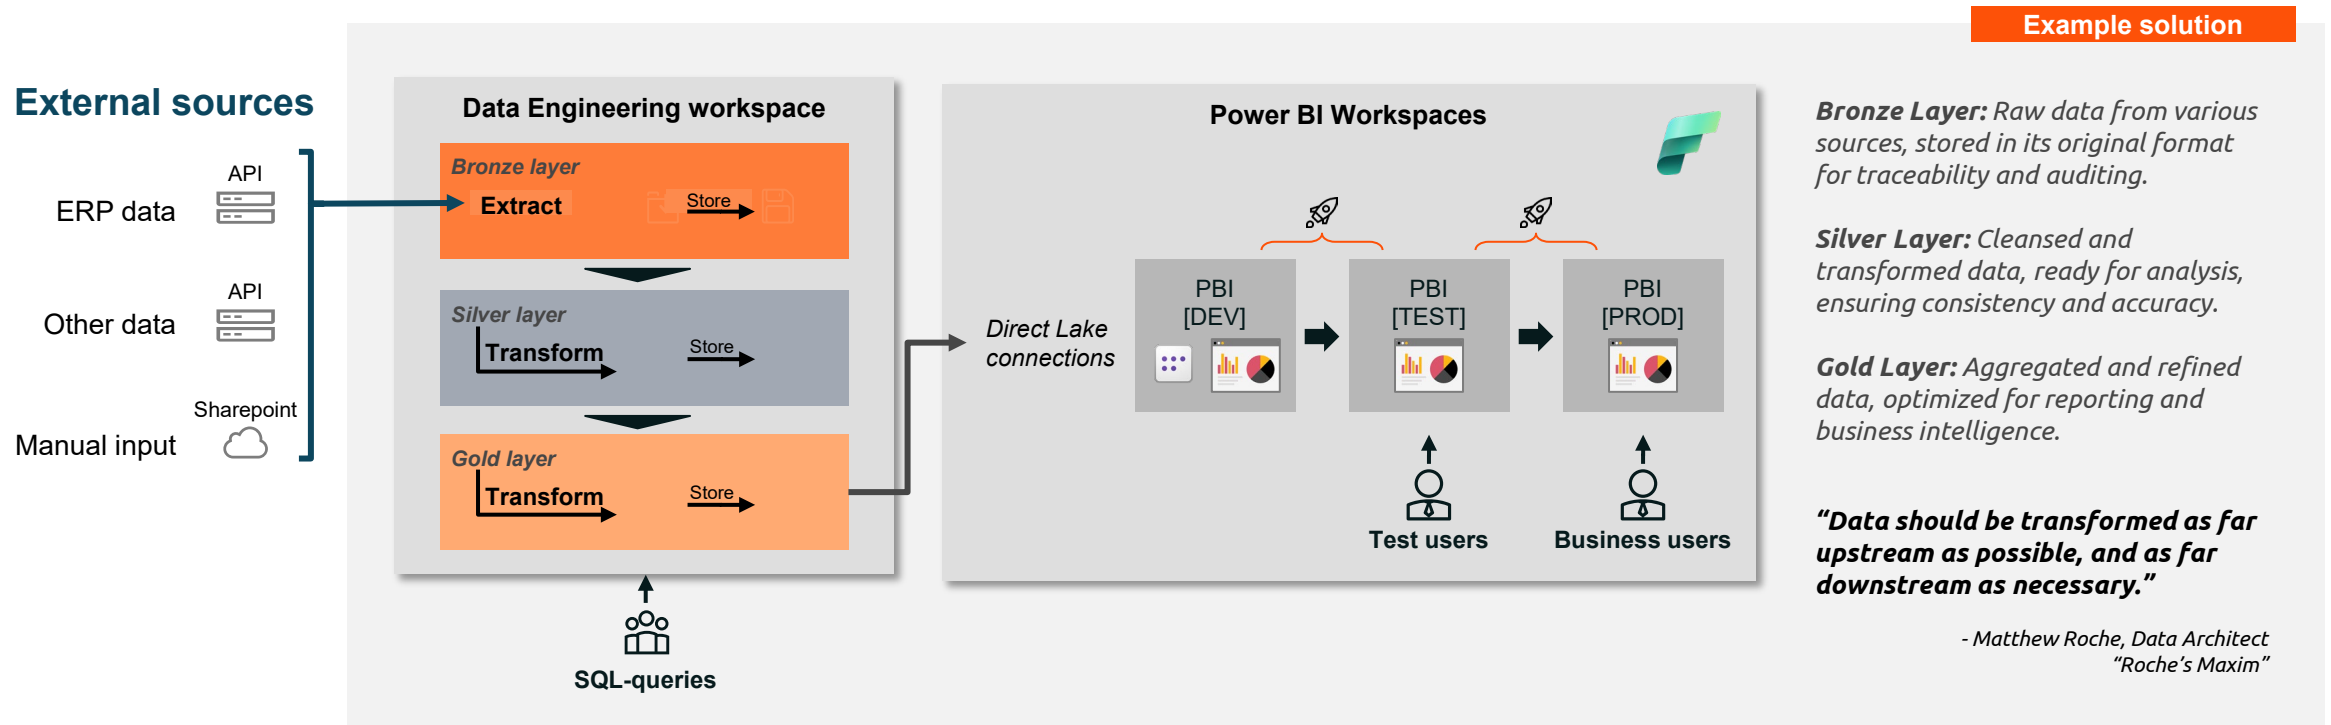 Example solution
External sources
API
ERP data
API
Other data
Sharepoint
Manual input
Data Engineering workspace
Bronze layer
Extract
Store
Silver layer
Transform
Store
Gold layer
Transform
Store
SQL-queries
Power BI Workspaces
Direct Lake
connections
PBI
[DEV]
PBI
[TEST]
PBI
[PROD]
Test users
Business users
Bronze Layer: Raw data from various
sources, stored in its original format
for traceability and auditing.
Silver Layer: Cleansed and
transformed data, ready for analysis,
ensuring consistency and accuracy.
Gold Layer: Aggregated and refined
data, optimized for reporting and
business intelligence.
“Data should be transformed as far
upstream as possible, and as far
downstream as necessary.”
- Matthew Roche, Data Architect
“Roche’s Maxim”